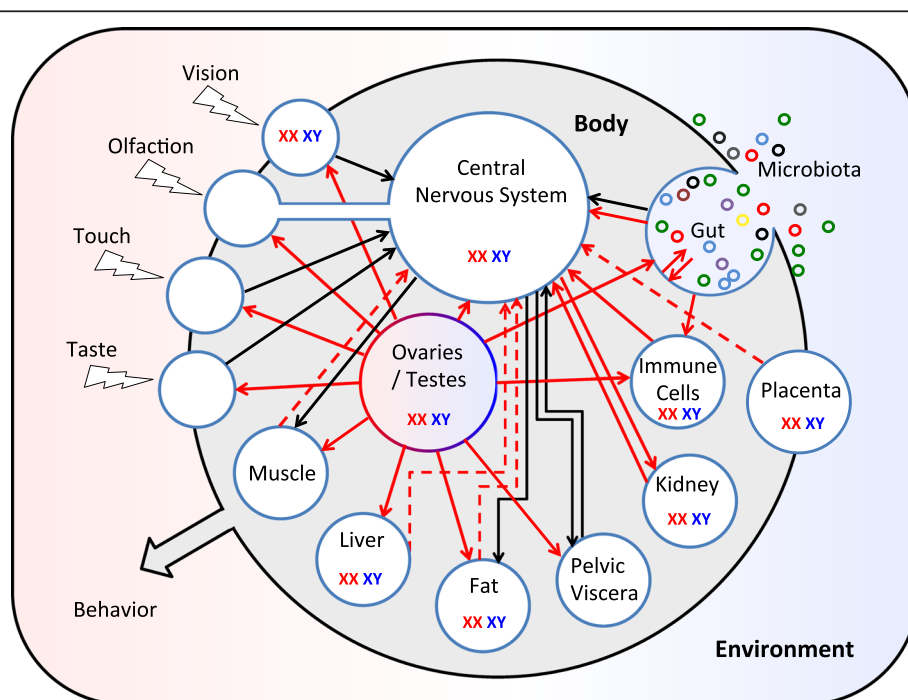 Vision
XX XY
Body
Olfaction
Central
Nervous System
XX XY
Microbiota
Gut
Touch
Taste
Ovaries
/ Testes
XX XY
Immune
Cells
XX XY
Placenta
XX XY
Muscle
Kidney
XX XY
Liver
XX XY
Fat
XX XY
Pelvic
Viscera
Behavior
Environment